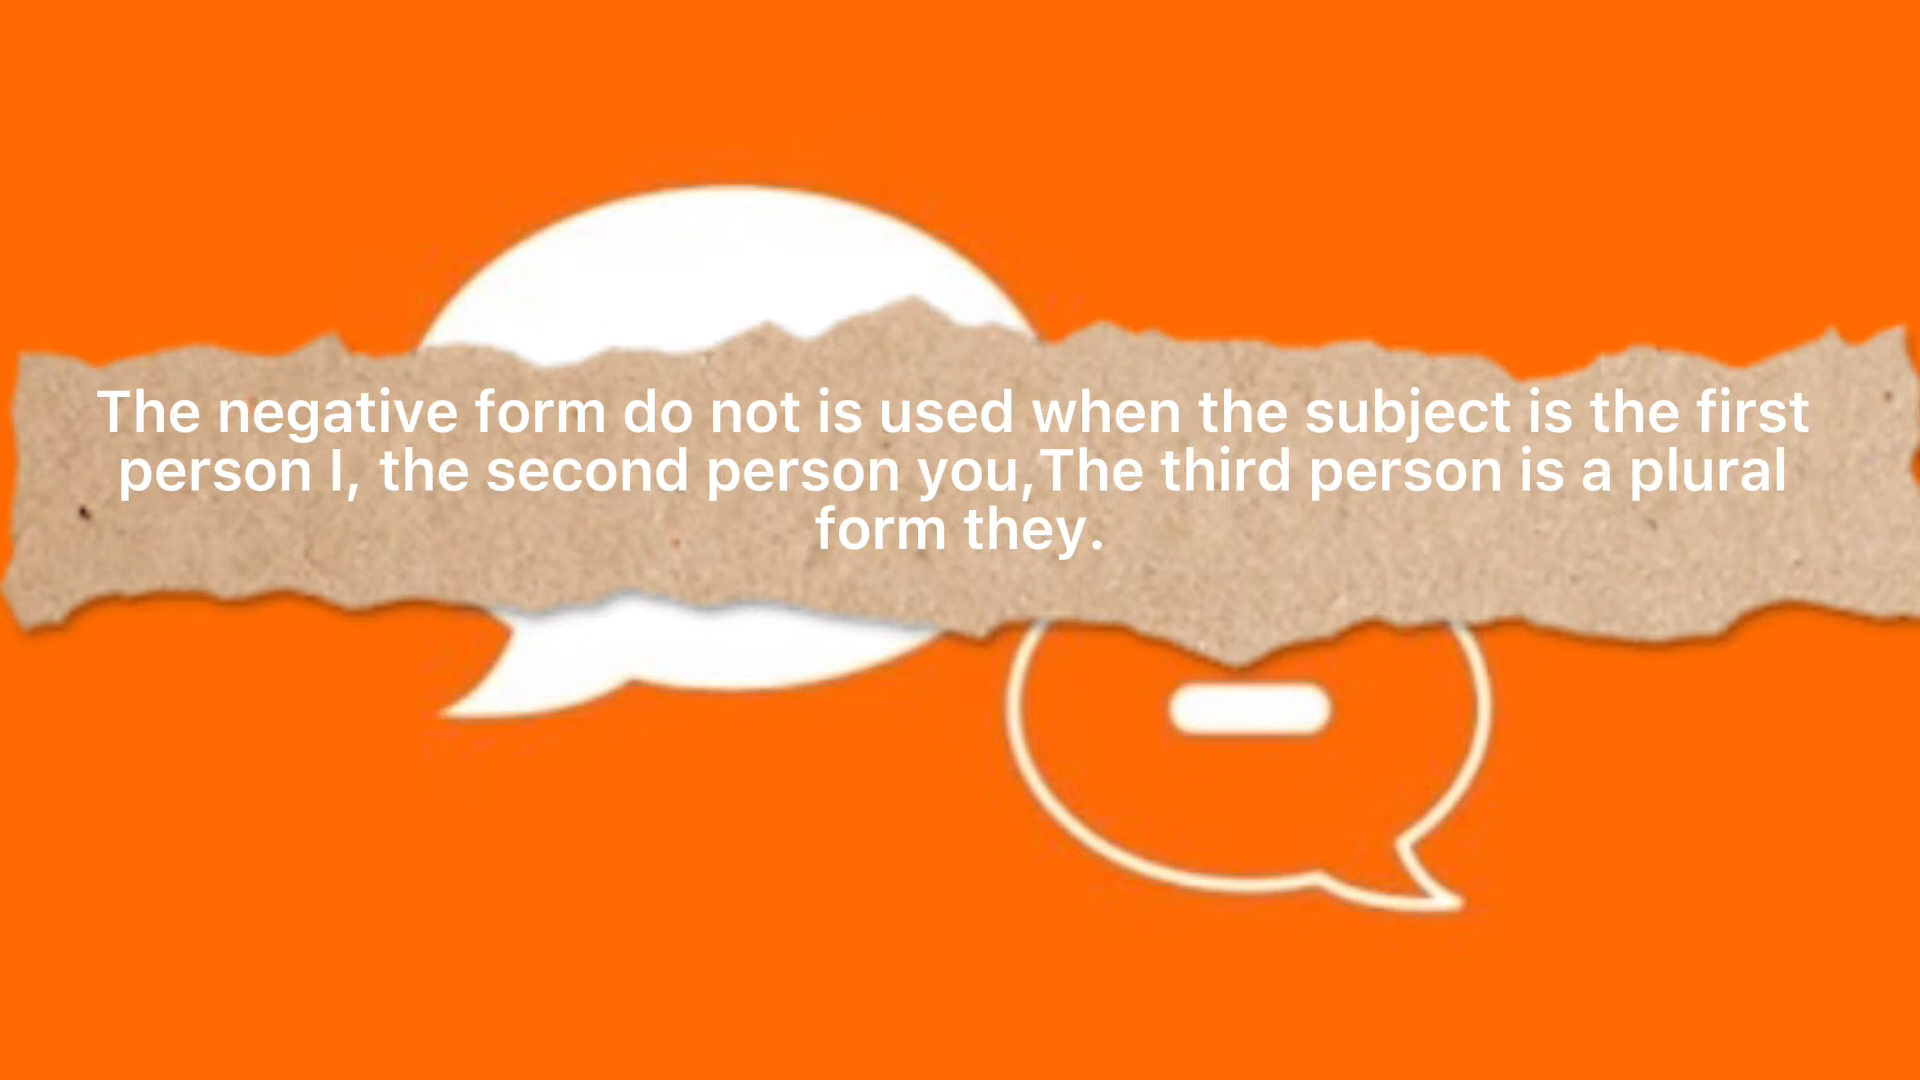 The negative form do not is used when the subject is the first
person I, the second person you,The third person is a plural
form they.